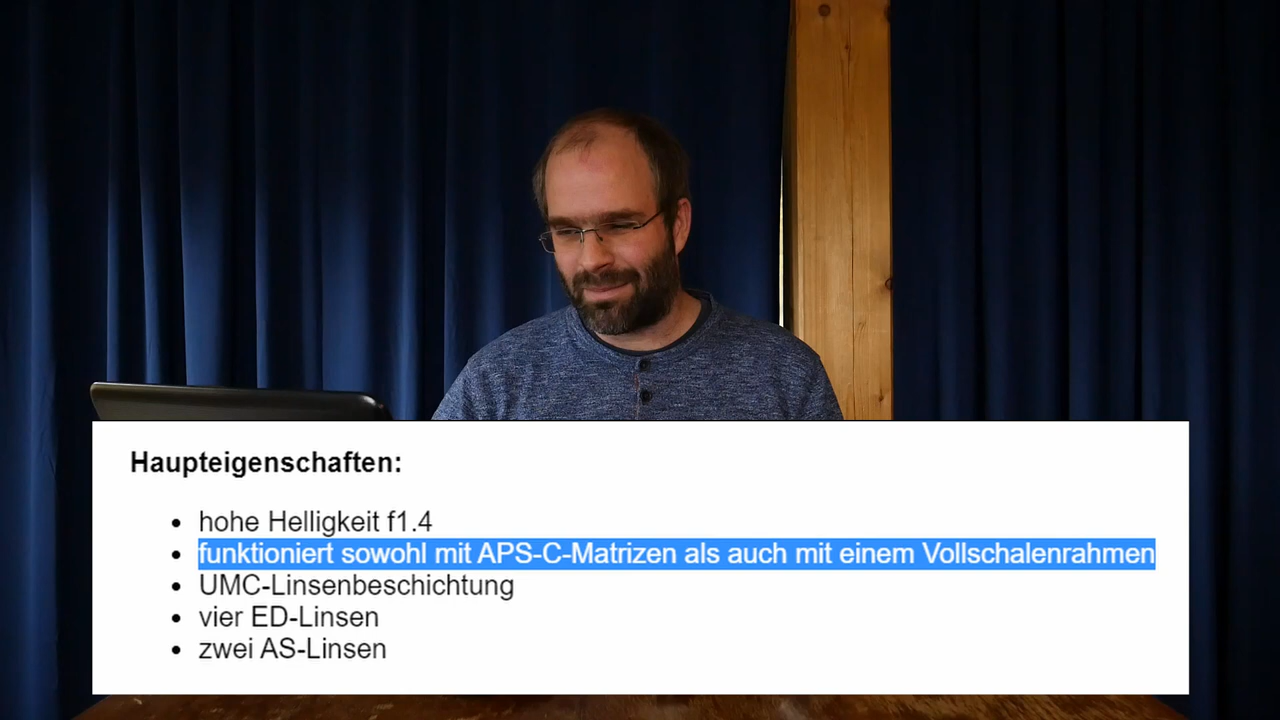 Haupteigenschaften:
hohe Helligkeit f1.4
funktioniert sowohl mit APS-C-Matrizen als auch mit einem Vollschalenrahmen
UMC-Linsenbeschichtung
vier ED-Linsen
zwei AS-Linsen